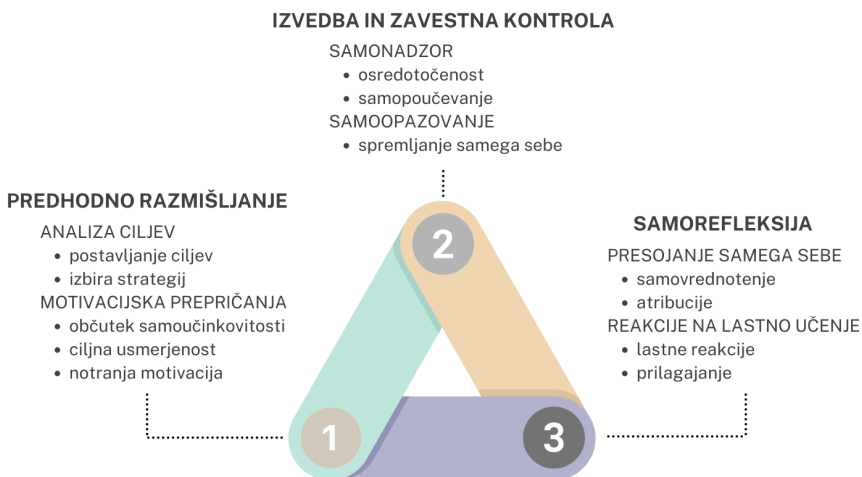 IZVEDBA IN ZAVESTNA KONTROLA
SAMONADZOR
• osredotočenost
• samopoučevanje
SAMOOPAZOVANJE
• spremljanje samega sebe
PREDHODNO RAZMIŠLJANJE
ANALIZA CILJEV
• postavljanje ciljev
• izbira strategij
MOTIVACIJSKA PREPRIČANJA
• občutek samoučinkovitosti
• ciljna usmerjenost
• notranja motivacija
SAMOREFLEKSIJA
PRESOJANJE SAMEGA SEBE
• samovrednotenje
• atribucije
REAKCIJE NA LASTNO UČENJE
• lastne reakcije
• prilagajanje
2
1
3